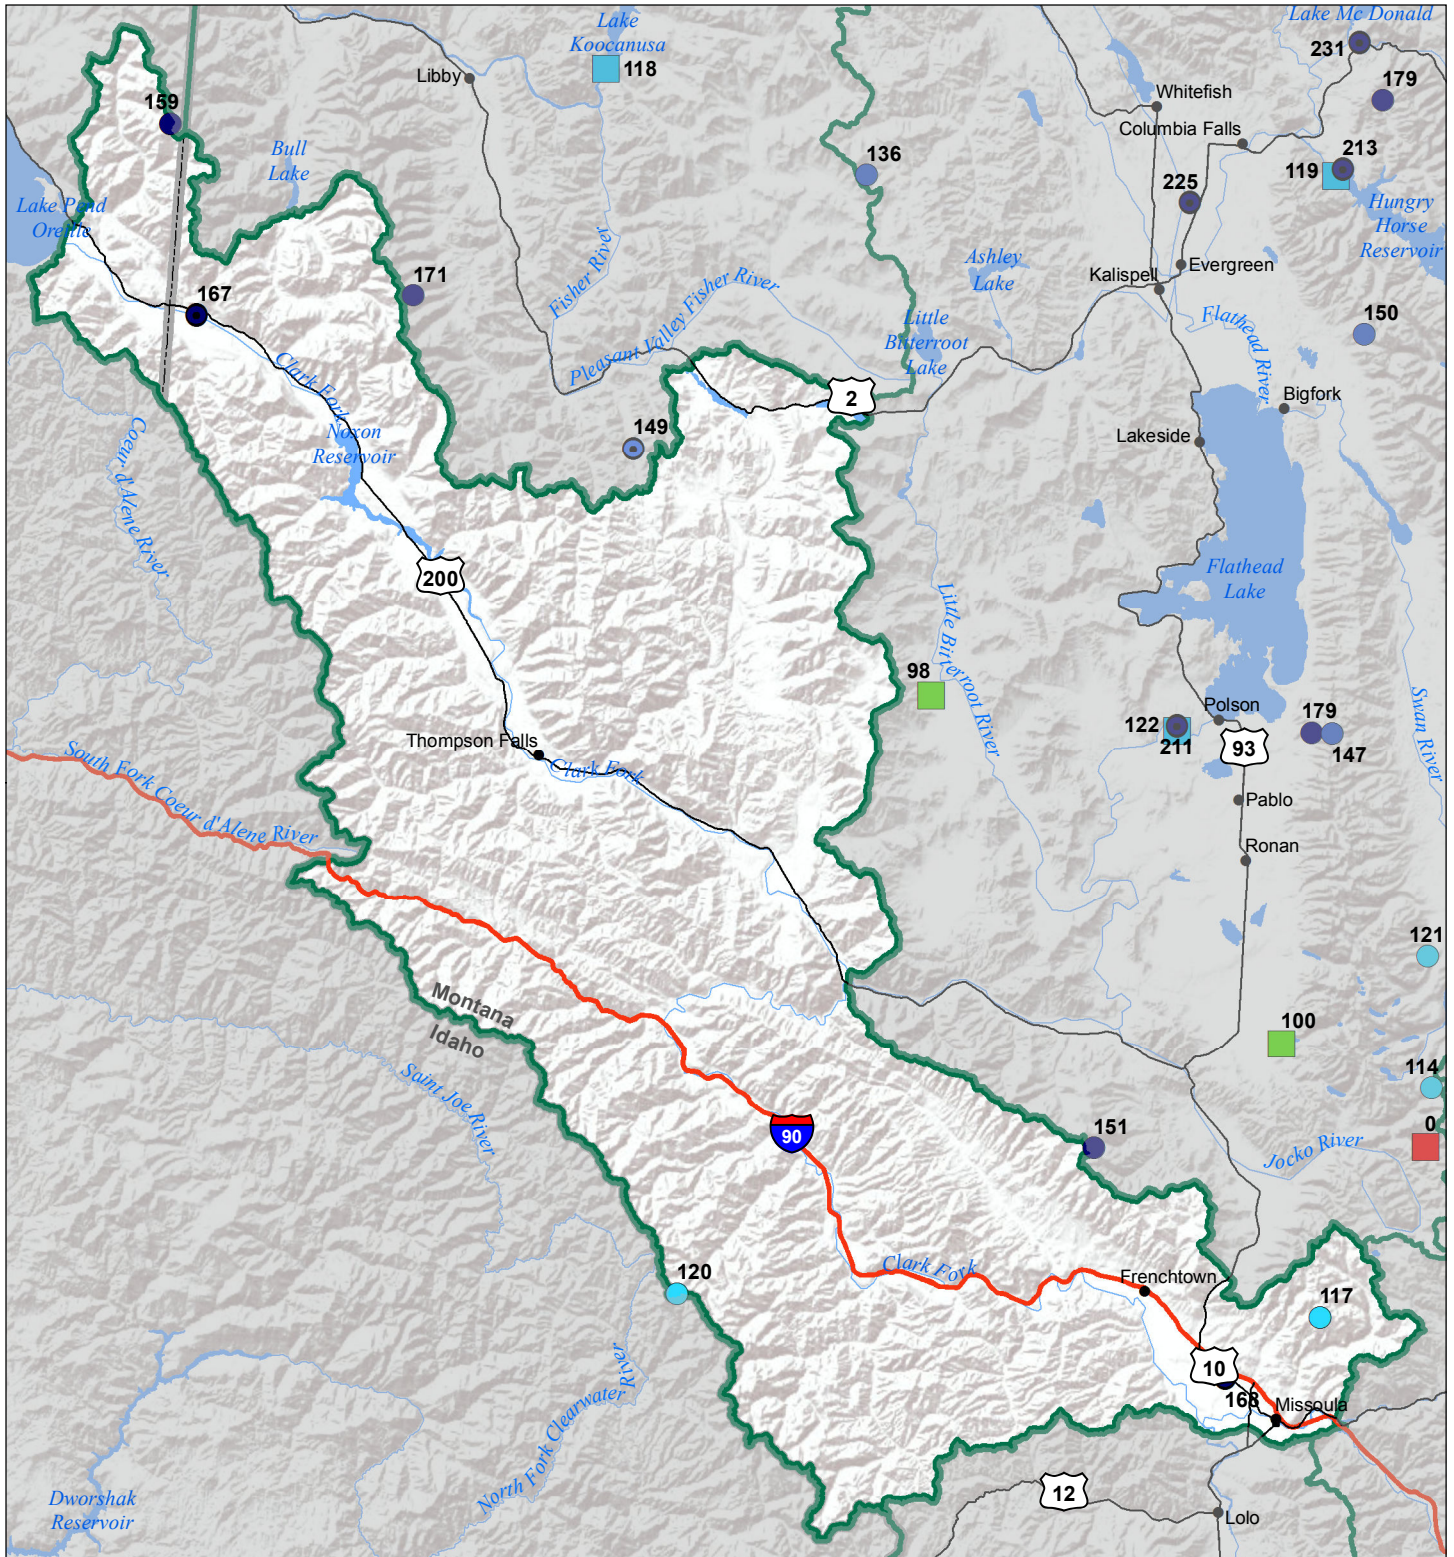 Lake Mc Donald
231
Lake
Koocanusa
118
Libby
179
Whitefish
159
Columbia Falls
Bull
Lake
136
213
119
225
Hungry
Horse
Reservoir
Lake Pend
Oreille
Fisher River
Ashley
Lake
Evergreen
Kalispell
171
167
Pleasant Valley Fisher River
Little
Bitterroot
Lake
Flathead River
150
Clark Fork
2
Bigfork
Noxon
Reservoir
149
Lakeside
Coeur d'Alene River
200
Flathead
Lake
Little Bitterroot River
98
Swan River
Polson
179
122
211
93
147
Thompson Falls
Clark Fork
South Fork Coeur d'Alene River
Pablo
Ronan
121
Montana
Idaho
100
Saint Joe River
114
0
90
151
Jocko River
Clark Fork
120
Frenchtown
117
10
168
Missoula
North Fork Clearwater River
Dworshak
Reservoir
12
Lolo